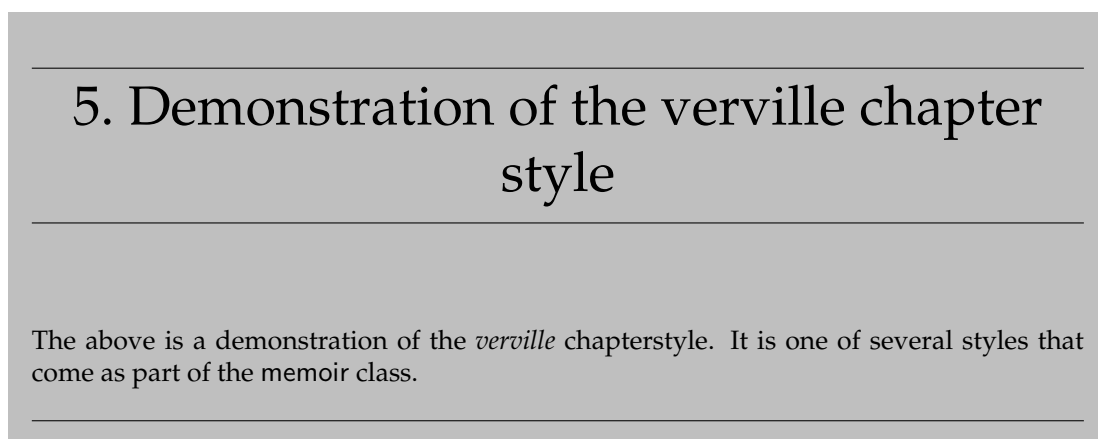 5. Demonstration of the verville chapter
style
The above is a demonstration of the verville chapterstyle. It is one of several styles that
come as part of the memoir class.